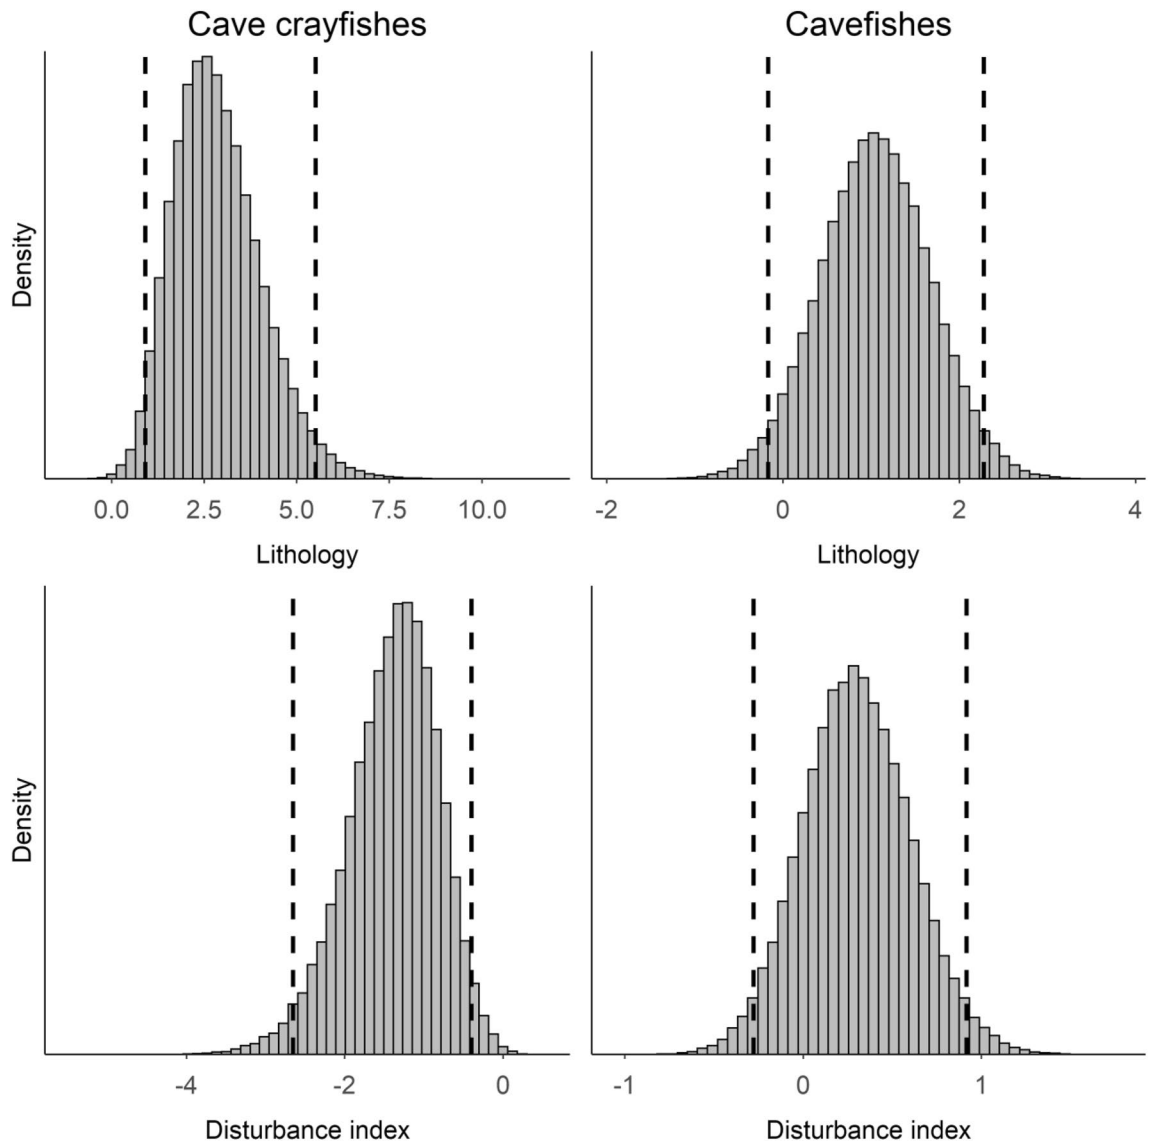 Cave crayfishes
Cavefishes
Density
0.0 2.5 5.0 7.5 10.0
Lithology
-2 0 2 4
Lithology
Density
-4 -2 0
Disturbance index
-1 0 1
Disturbance index